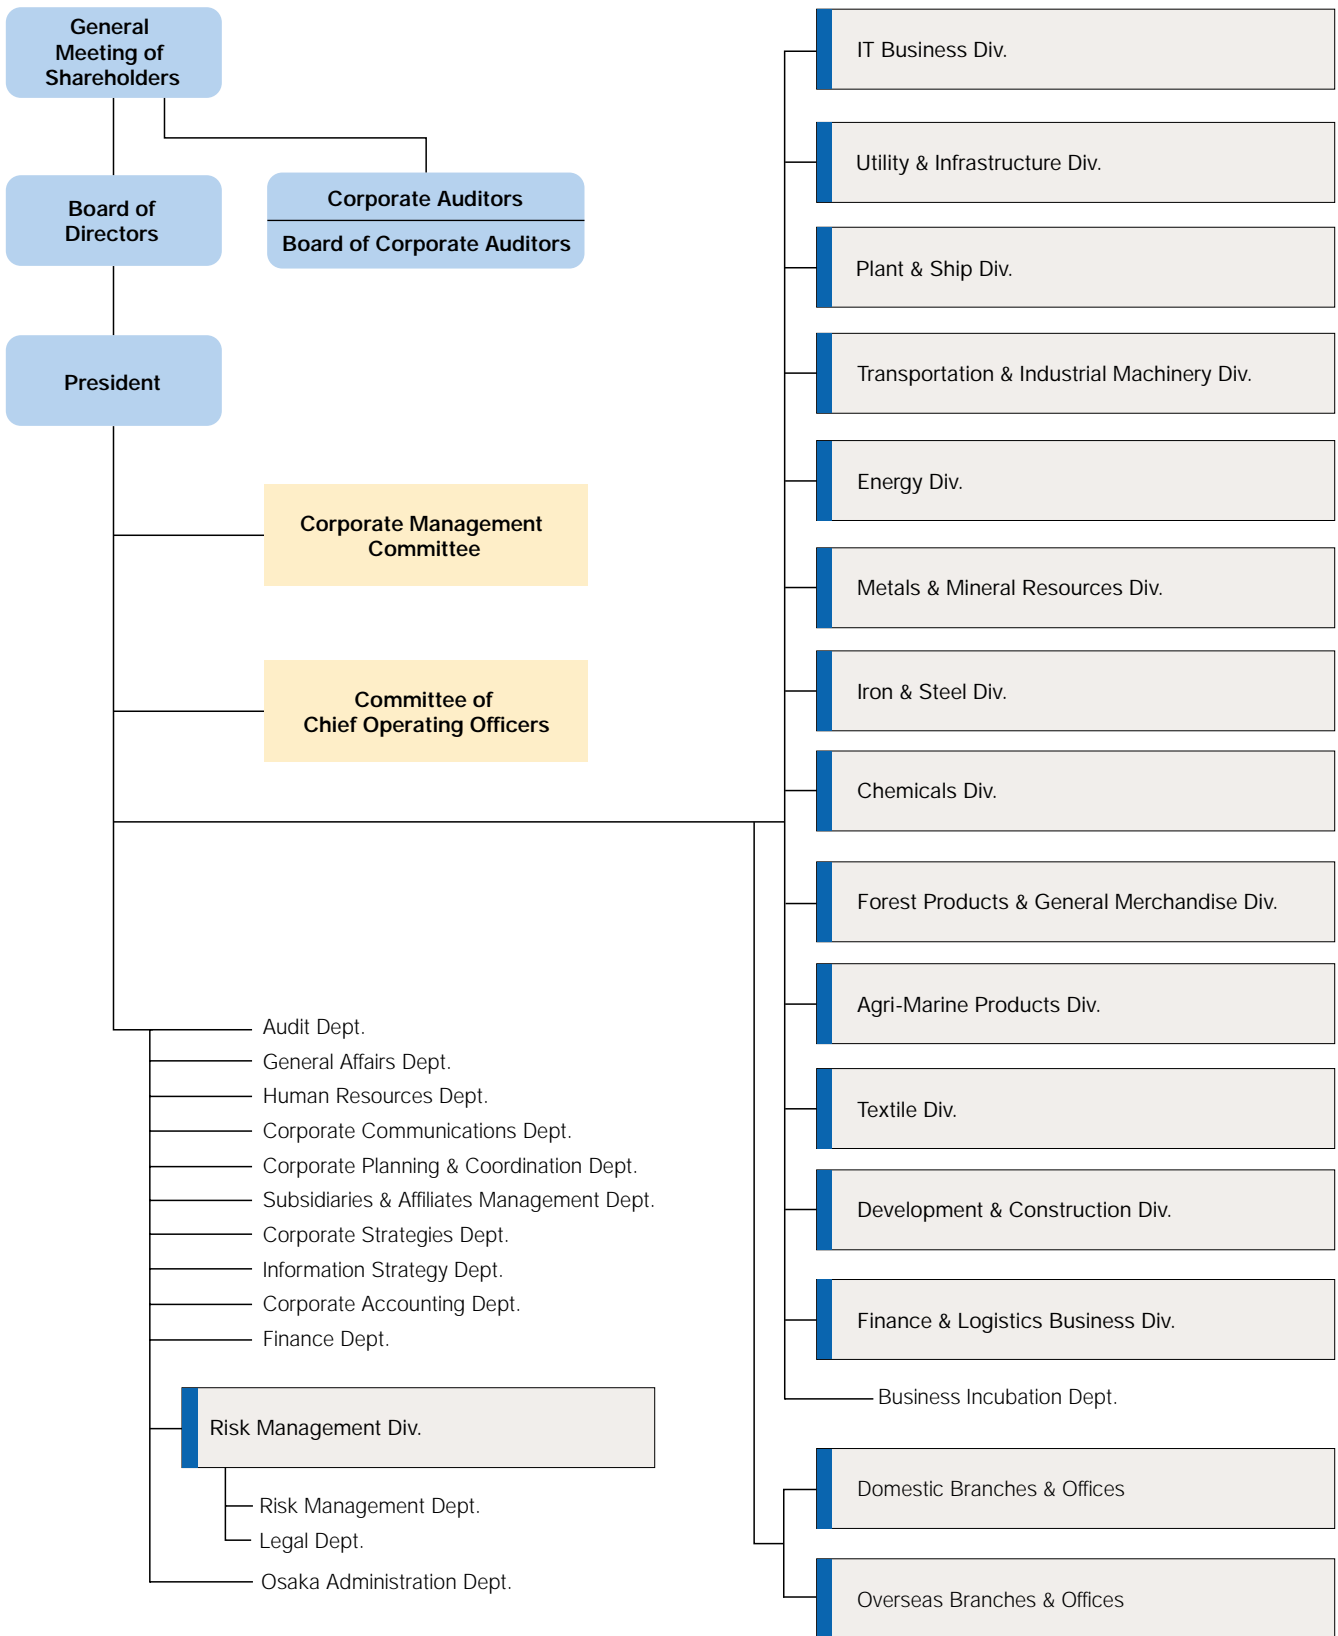 General
Meeting of
Shareholders
Board of
Directors
Corporate Auditors
Board of Corporate Auditors
President
Corporate Management
Committee
Committee of
Chief Operating Officers
Audit Dept.
General Affairs Dept.
Human Resources Dept.
Corporate Communications Dept.
Corporate Planning & Coordination Dept.
Subsidiaries & Affiliates Management Dept.
Corporate Strategies Dept.
Information Strategy Dept.
Corporate Accounting Dept.
Finance Dept.
Risk Management Div.
Risk Management Dept.
Legal Dept.
Osaka Administration Dept.
IT Business Div.
Utility & Infrastructure Div.
Plant & Ship Div.
Transportation & Industrial Machinery Div.
Energy Div.
Metals & Mineral Resources Div.
Iron & Steel Div.
Chemicals Div.
Forest Products & General Merchandise Div.
Agri-Marine Products Div.
Textile Div.
Development & Construction Div.
Finance & Logistics Business Div.
Business Incubation Dept.
Domestic Branches & Offices
Overseas Branches & Offices